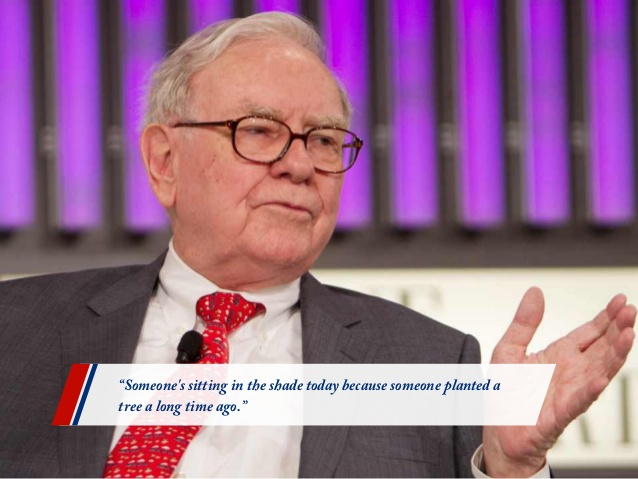 “Someone's sitting in the shade today because someone planted a
tree a long time ago.”